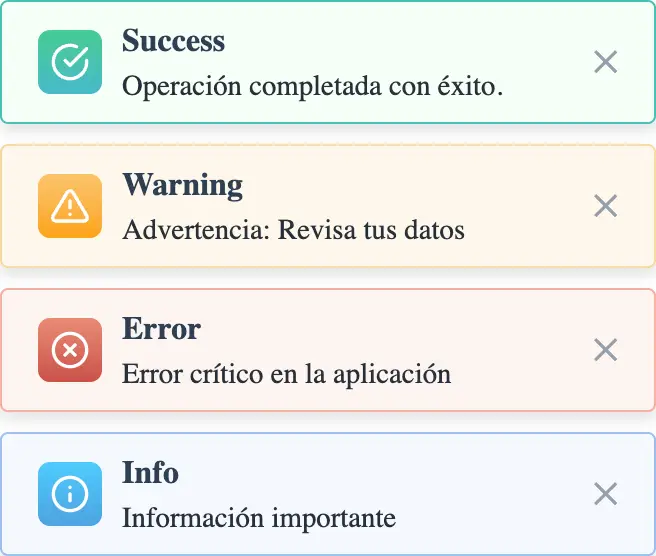 Success
Operación completada con éxito.
Warning
Advertencia: Revisa tus datos
Error
Error crítico en la aplicación
Info
Información importante